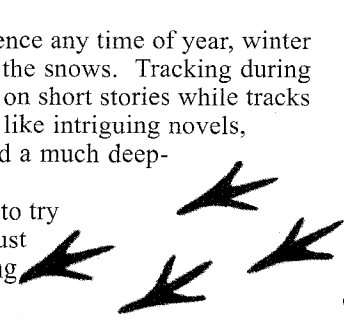 ence any time of year, winter
the snows. Tracking during
on short stories while tracks
like intriguing novels,
d a much deep-
to try
ust
g